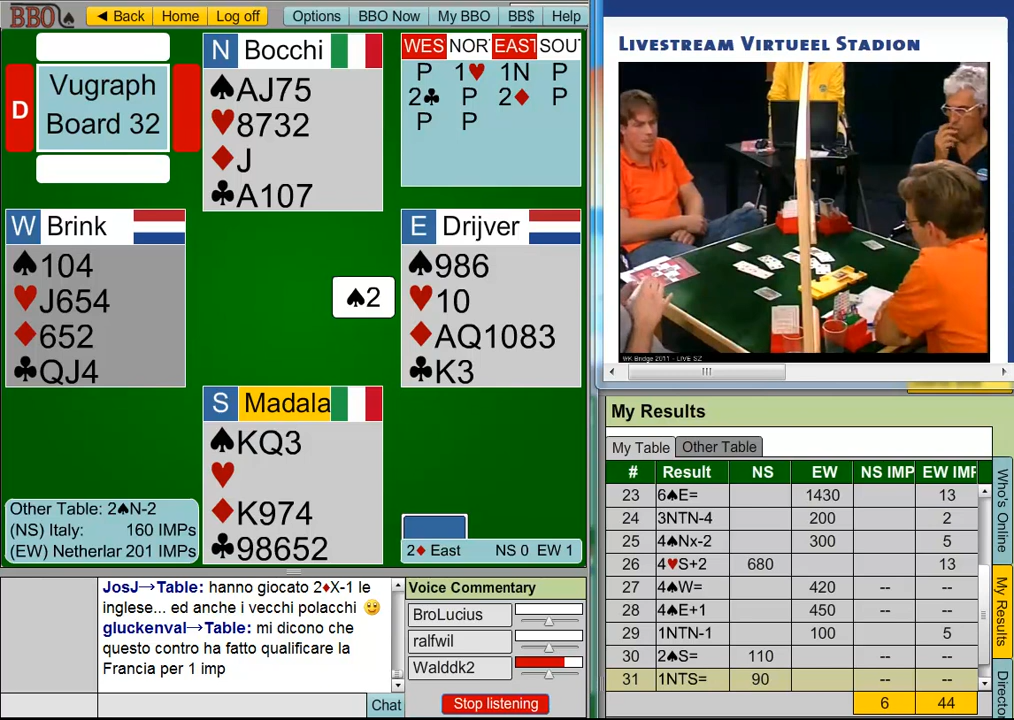 BBO Back Home Log off Options BBO Now My BBO BB$ Help
Vugraph
Board 32
D
N Bocchi
♠AJ75
♥8732
♦J
♣A107
WES NOR EAST SOU
P 1♥ 1N P
2♣ P 2♦ P
P P
W Brink
♠104
♥J654
♦652
♣QJ4
♠2
E Drijver
♠986
♥10
♦AQ1083
♣K3
S Madala
♠KQ3
♥
♦K974
♣98652
Other Table: 2♠N-2
(NS) Italy: 160 IMPs
(EW) Netherlar 201 IMPs
2♦ East NS 0 EW 1
JosJ→Table: hanno giocato 2♦X-1 le
inglese... ed anche i vecchi polacchi
gluckenval→Table: mi dicono che
questo contro ha fatto qualificare la
Francia per 1 imp
Chat
Voice Commentary
BroLucius
ralfwil
Walddk2
Stop listening
Livestream Virtueel Stadion
WK Bridge 2011 - LIVE SZ
My Results
My Table Other Table
# Result NS EW NS IMP EW IMF
23 6♠E= 1430 13
24 3NTN-4 200 2
25 4♠Nx-2 300 5
26 4♥S+2 680 13
27 4♠W= 420 -- --
28 4♠E+1 450 -- --
29 1NTN-1 100 5
30 2♠S= 110 -- --
31 1NTS= 90 -- --
6 44
Who's Online
My Results
Director